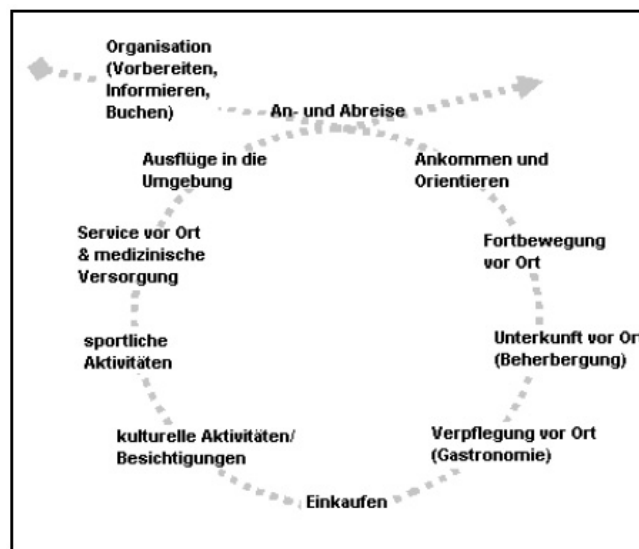 Organisation
(Vorbereiten,
Informieren,
Buchen)
An- und Abreise
Ankommen und
Orientieren
Fortbewegung
vor Ort
Unterkunft vor Ort
(Beherbergung)
Verpflegung vor Ort
(Gastronomie)
Einkaufen
kulturelle Aktivitäten/
Besichtigungen
sportliche
Aktivitäten
Service vor Ort
& medizinische
Versorgung
Ausflüge in die
Umgebung